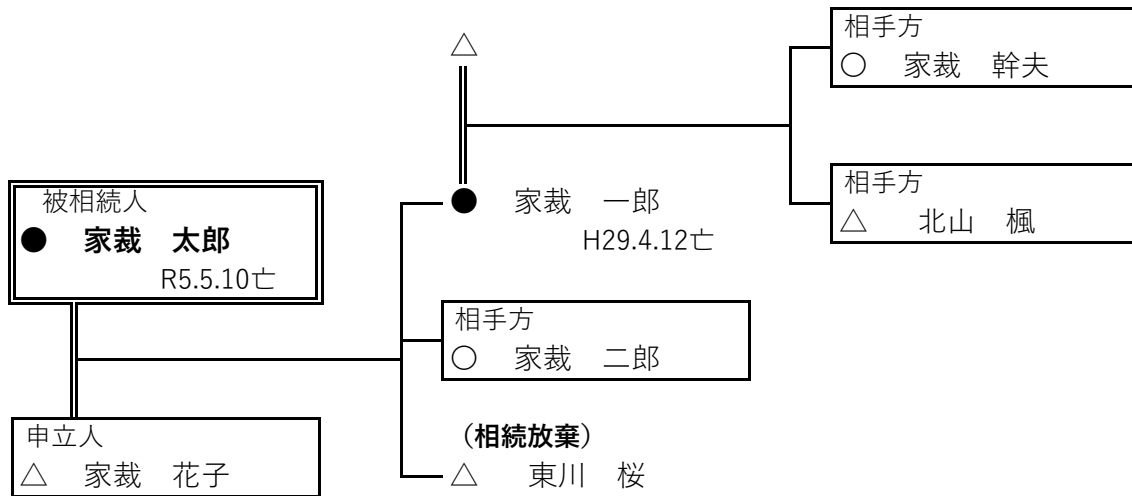 相手方
○ 家裁 幹夫
△
相手方
△ 北山 楓
● 家裁 一郎
H29.4.12亡
被相続人
● 家裁 太郎
R5.5.10亡
相手方
○ 家裁 二郎
申立人
△ 家裁 花子
（相続放棄）
△ 東川 桜